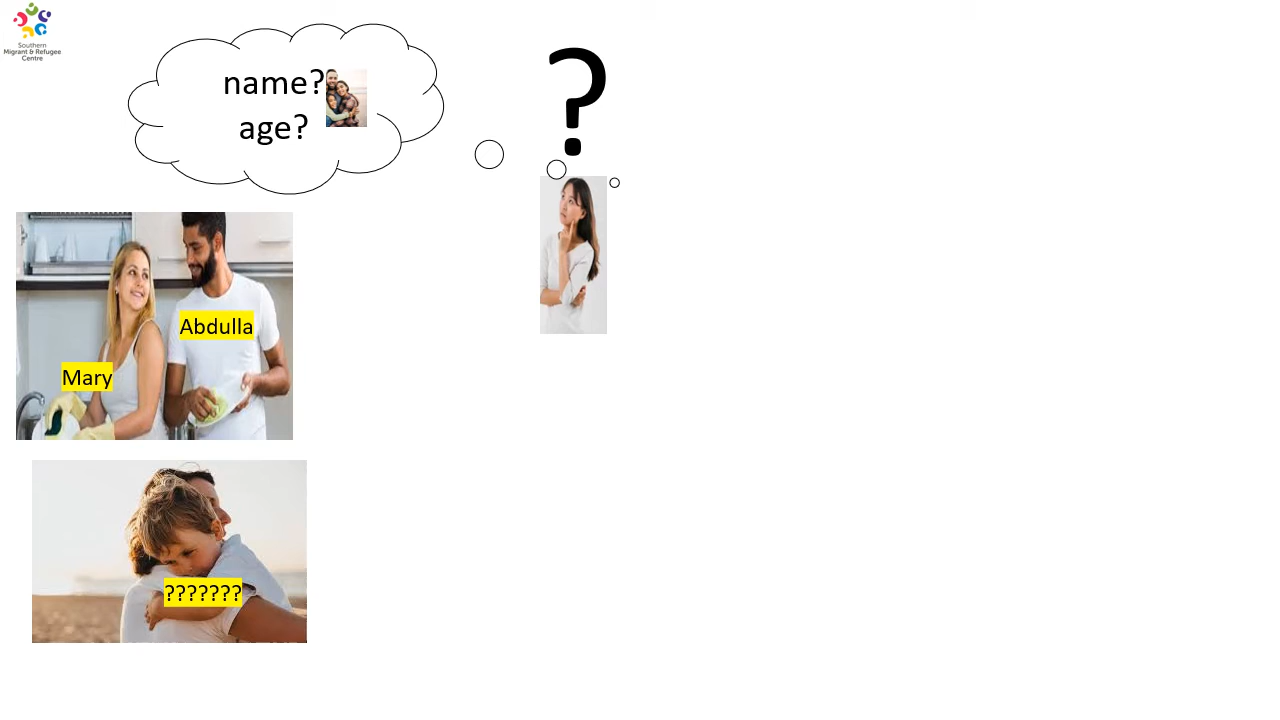 Southern
Migrant & Refugee
Centre
name?
age?
?
Abdulla
Mary
???????